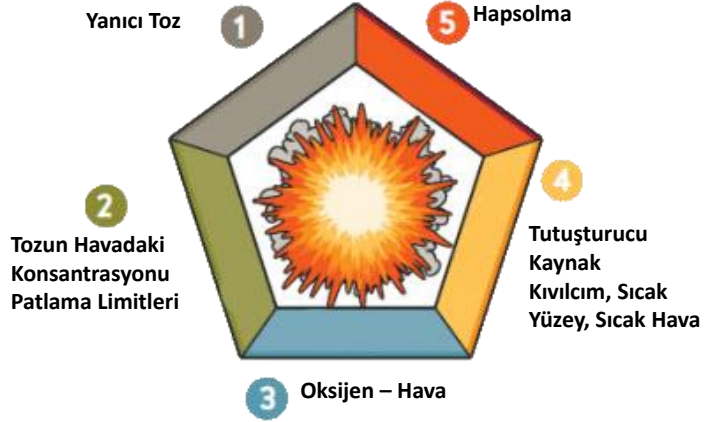 1
Yanıcı Toz
2
Tozun Havadaki
Konsantrasyonu
Patlama Limitleri
3
Oksijen – Hava
4
Tutuşturucu
Kaynak
Kıvılcım, Sıcak
Yüzey, Sıcak Hava
5
Hapsolma